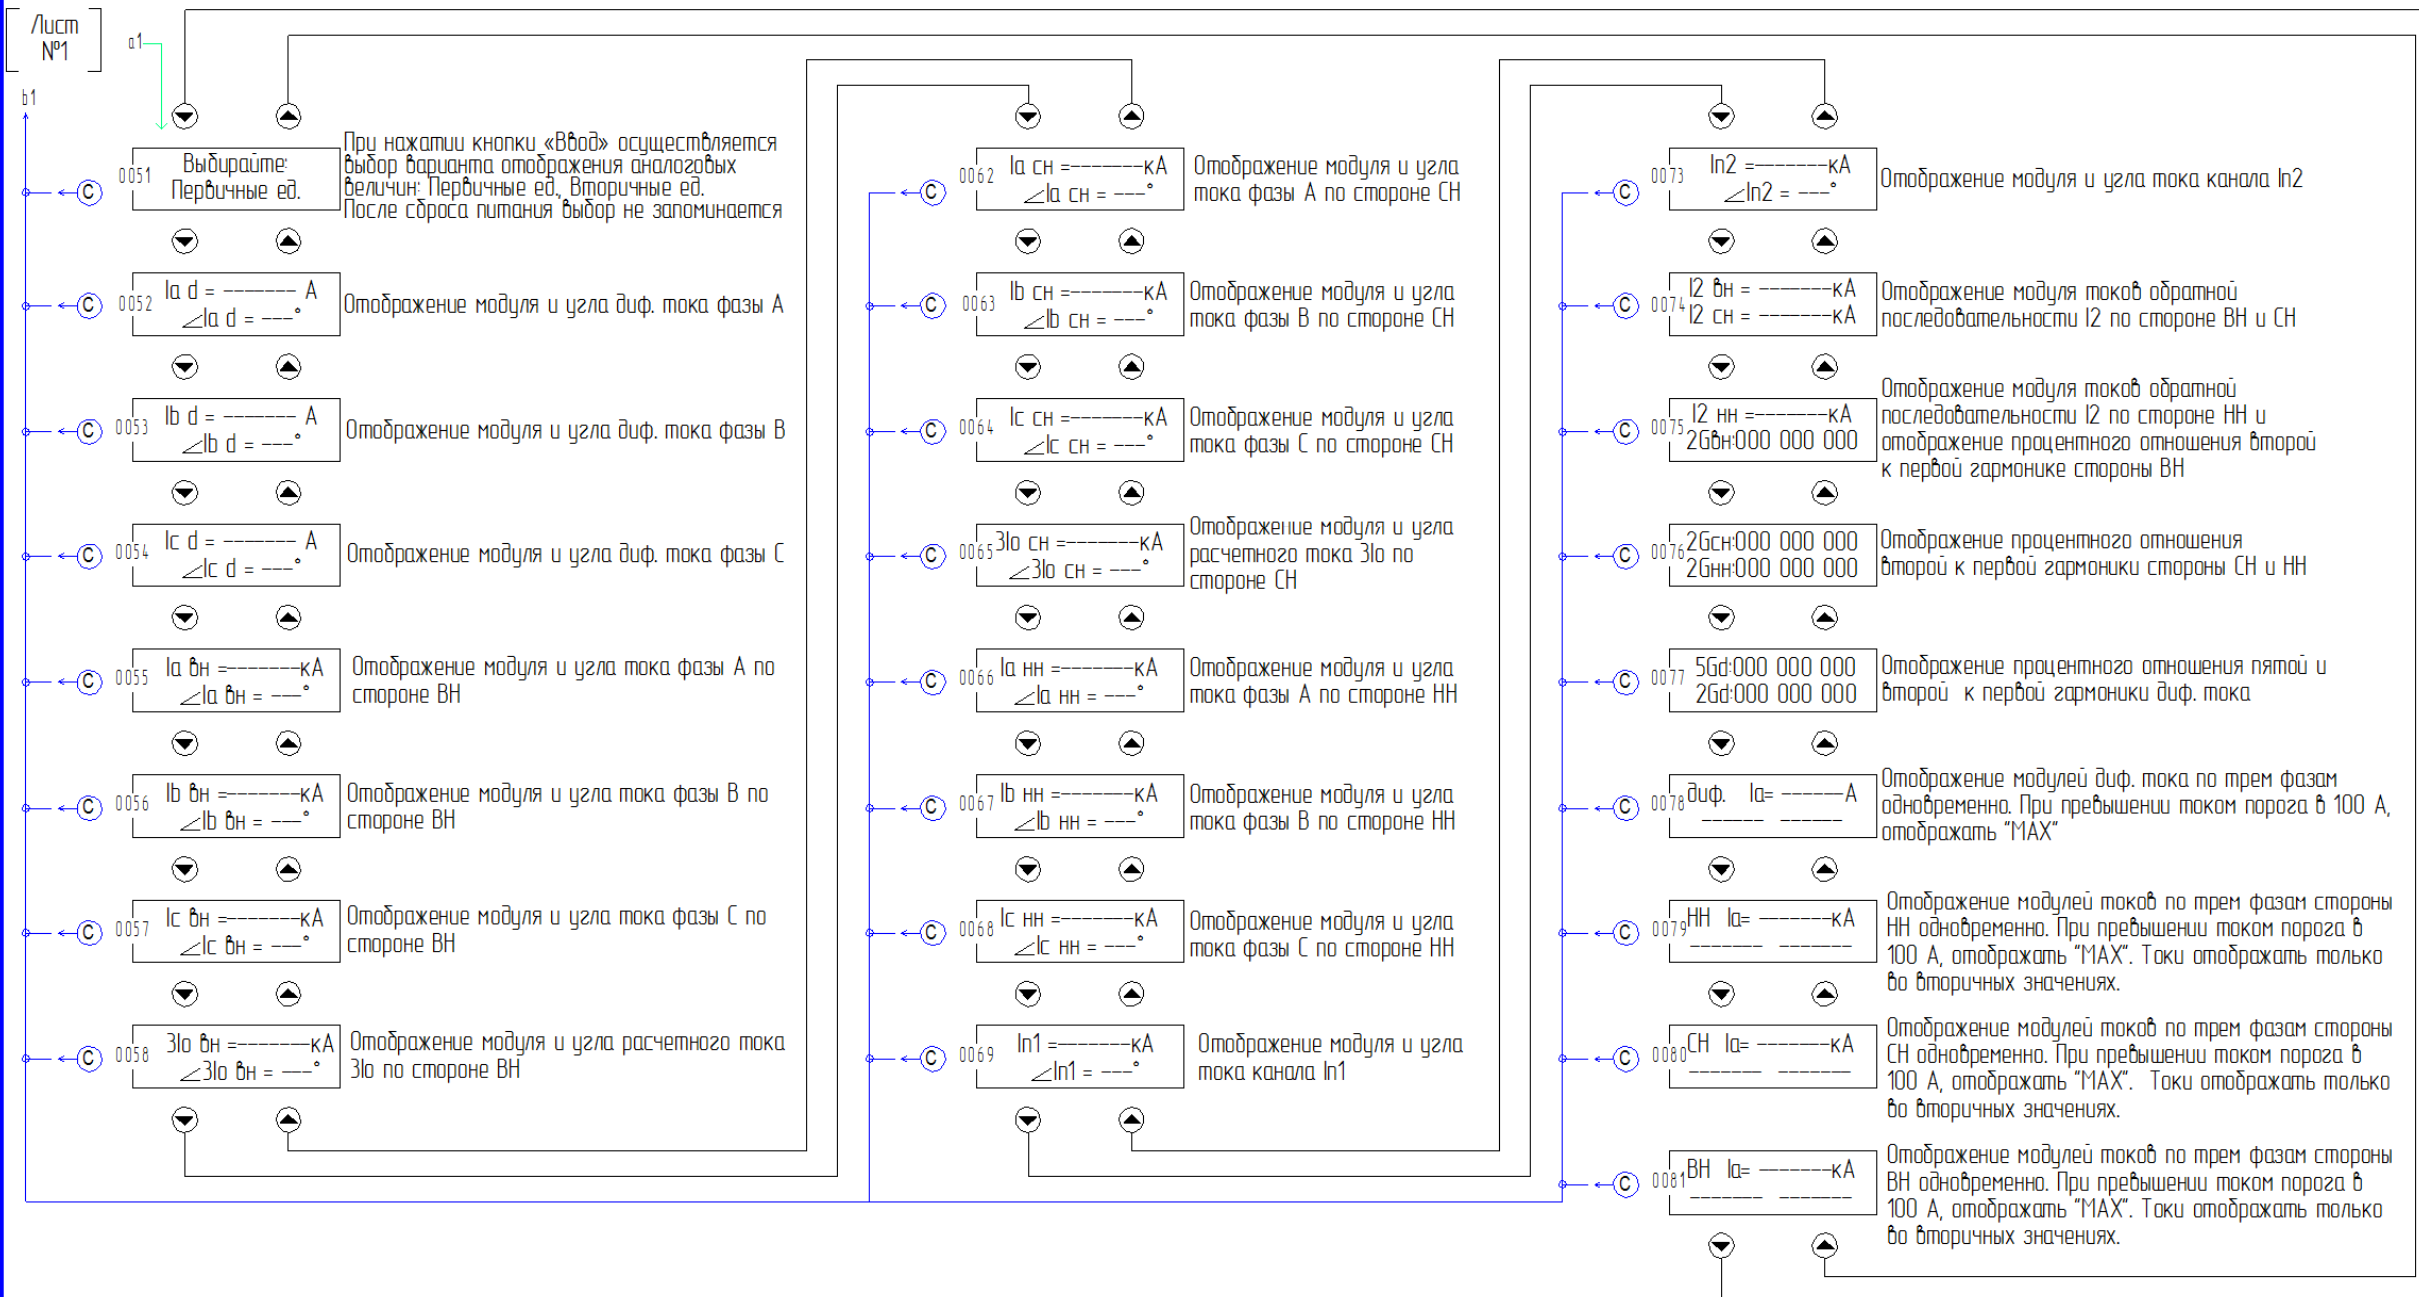 Лист
№1
a1
b1
0051
Выбирайте:
Первичные ед.
При нажатии кнопки «Ввод» осуществляется
выбор варианта отображения аналоговых
величин: Первичные ед., Вторичные ед.
После сброса питания выбор не запоминается
C
0052
Ia d = ------- A
∠Ia d = ---°
Отображение модуля и угла диф. тока фазы А
C
0053
Ib d = ------- A
∠Ib d = ---°
Отображение модуля и угла диф. тока фазы В
C
0054
Ic d = ------- A
∠Ic d = ---°
Отображение модуля и угла диф. тока фазы С
C
0055
Ia вн =-------кА
∠Ia вн = ---°
Отображение модуля и угла тока фазы А по
стороне ВН
C
0056
Ib вн =-------кА
∠Ib вн = ---°
Отображение модуля и угла тока фазы В по
стороне ВН
C
0057
Ic вн =-------кА
∠Ic вн = ---°
Отображение модуля и угла тока фазы С по
стороне ВН
C
0058
3Io вн =-------кА
∠3Io вн = ---°
Отображение модуля и угла расчетного тока
3Io по стороне ВН
C
0062
Ia сн =-------кА
∠Ia сн = ---°
Отображение модуля и угла
тока фазы А по стороне СН
C
0063
Ib сн =-------кА
∠Ib сн = ---°
Отображение модуля и угла
тока фазы В по стороне СН
C
0064
Ic сн =-------кА
∠Ic сн = ---°
Отображение модуля и угла
тока фазы С по стороне СН
C
0065
3Io сн =-------кА
∠3Io сн = ---°
Отображение модуля и угла
расчетного тока 3Io по
стороне СН
C
0066
Ia нн =-------кА
∠Ia нн = ---°
Отображение модуля и угла
тока фазы А по стороне НН
C
0067
Ib нн =-------кА
∠Ib нн = ---°
Отображение модуля и угла
тока фазы В по стороне НН
C
0068
Ic нн =-------кА
∠Ic нн = ---°
Отображение модуля и угла
тока фазы С по стороне НН
C
0069
In1 =-------кА
∠In1 = ---°
Отображение модуля и угла
тока канала In1
C
0073
In2 =-------кА
∠In2 = ---°
Отображение модуля и угла тока канала In2
C
0074
I2 вн = -------кА
I2 сн = -------кА
Отображение модуля токов обратной
последовательности I2 по стороне ВН и СН
C
0075
I2 нн =-------кА
2Gвн:000 000 000
Отображение модуля токов обратной
последовательности I2 по стороне НН и
отображение процентного отношения второй
к первой гармонике стороны ВН
C
0076
2Gсн:000 000 000
2Gнн:000 000 000
Отображение процентного отношения
второй к первой гармоники стороны СН и НН
C
0077
5Gd:000 000 000
2Gd:000 000 000
Отображение процентного отношения пятой и
второй к первой гармоники диф. тока
C
0078
диф. Ia= ------А
------ ------
Отображение модулей диф. тока по трем фазам
одновременно. При превышении током порога в 100 А,
отображать "MAX"
C
0079
НН Ia= -------кА
------- -------
Отображение модулей токов по трем фазам стороны
НН одновременно. При превышении током порога в
100 А, отображать "MAX". Токи отображать только
во вторичных значениях.
C
0080
СН Ia= -------кА
------- -------
Отображение модулей токов по трем фазам стороны
СН одновременно. При превышении током порога в
100 А, отображать "MAX". Токи отображать только
во вторичных значениях.
C
0081
ВН Ia= -------кА
------- -------
Отображение модулей токов по трем фазам стороны
ВН одновременно. При превышении током порога в
100 А, отображать "MAX". Токи отображать только
во вторичных значениях.
C